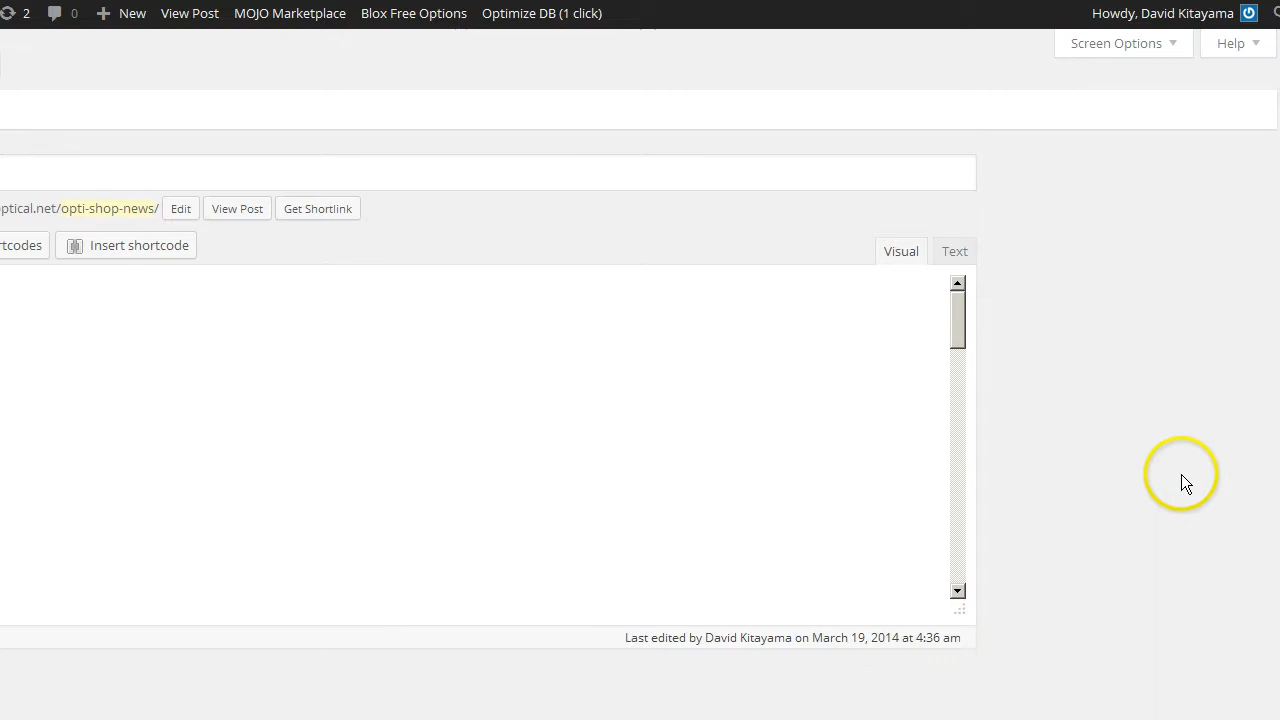 2 0 New View Post MOJO Marketplace Blox Free Options Optimize DB (1 click) Howdy, David Kitayama
Screen Options Help
ptical.net/opti-shop-news/ Edit View Post Get Shortlink
rtcodes Insert shortcode
Visual Text
Last edited by David Kitayama on March 19, 2014 at 4:36 am